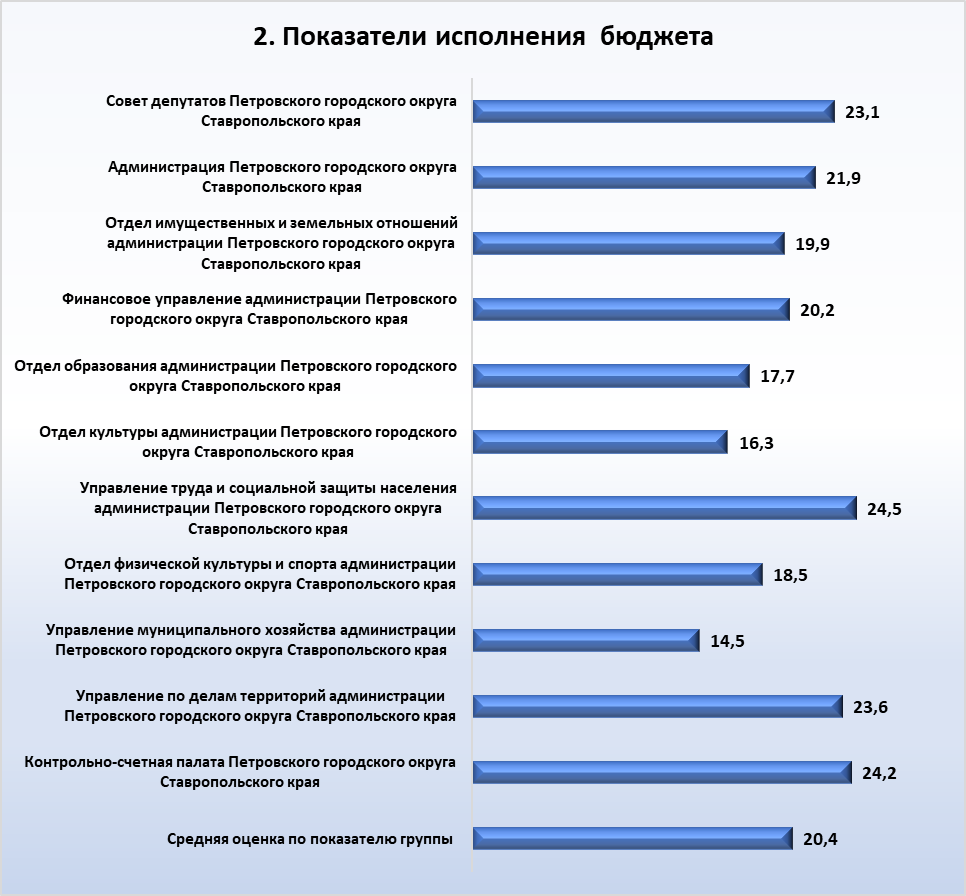 2. Показатели исполнения бюджета
Совет депутатов Петровского городского округа
Ставропольского края
23,1
Администрация Петровского городского округа
Ставропольского края
21,9
Отдел имущественных и земельных отношений
администрации Петровского городского округа
Ставропольского края
19,9
Финансовое управление администрации Петровского
городского округа Ставропольского края
20,2
Отдел образования администрации Петровского городского
округа Ставропольского края
17,7
Отдел культуры администрации Петровского городского
округа Ставропольского края
16,3
Управление труда и социальной защиты населения
администрации Петровского городского округа
Ставропольского края
24,5
Отдел физической культуры и спорта администрации
Петровского городского округа Ставропольского края
18,5
Управление муниципального хозяйства администрации
Петровского городского округа Ставропольского края
14,5
Управление по делам территорий администрации
Петровского городского округа Ставропольского края
23,6
Контрольно-счетная палата Петровского городского округа
Ставропольского края
24,2
Средняя оценка по показателю группы
20,4